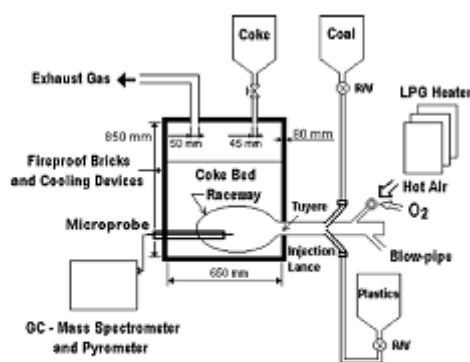 Coke
Coal
Exhaust Gas
R/V
LPG Heater
850 mm
50 mm
45 mm
80 mm
Fireproof Bricks
and Cooling Devices
Coke Bed
Raceway
Hot Air
O2
Tuyere
Microprobe
Injection
Lance
Blow-pipe
650 mm
Plastics
GC - Mass Spectrometer
and Pyrometer
R/V